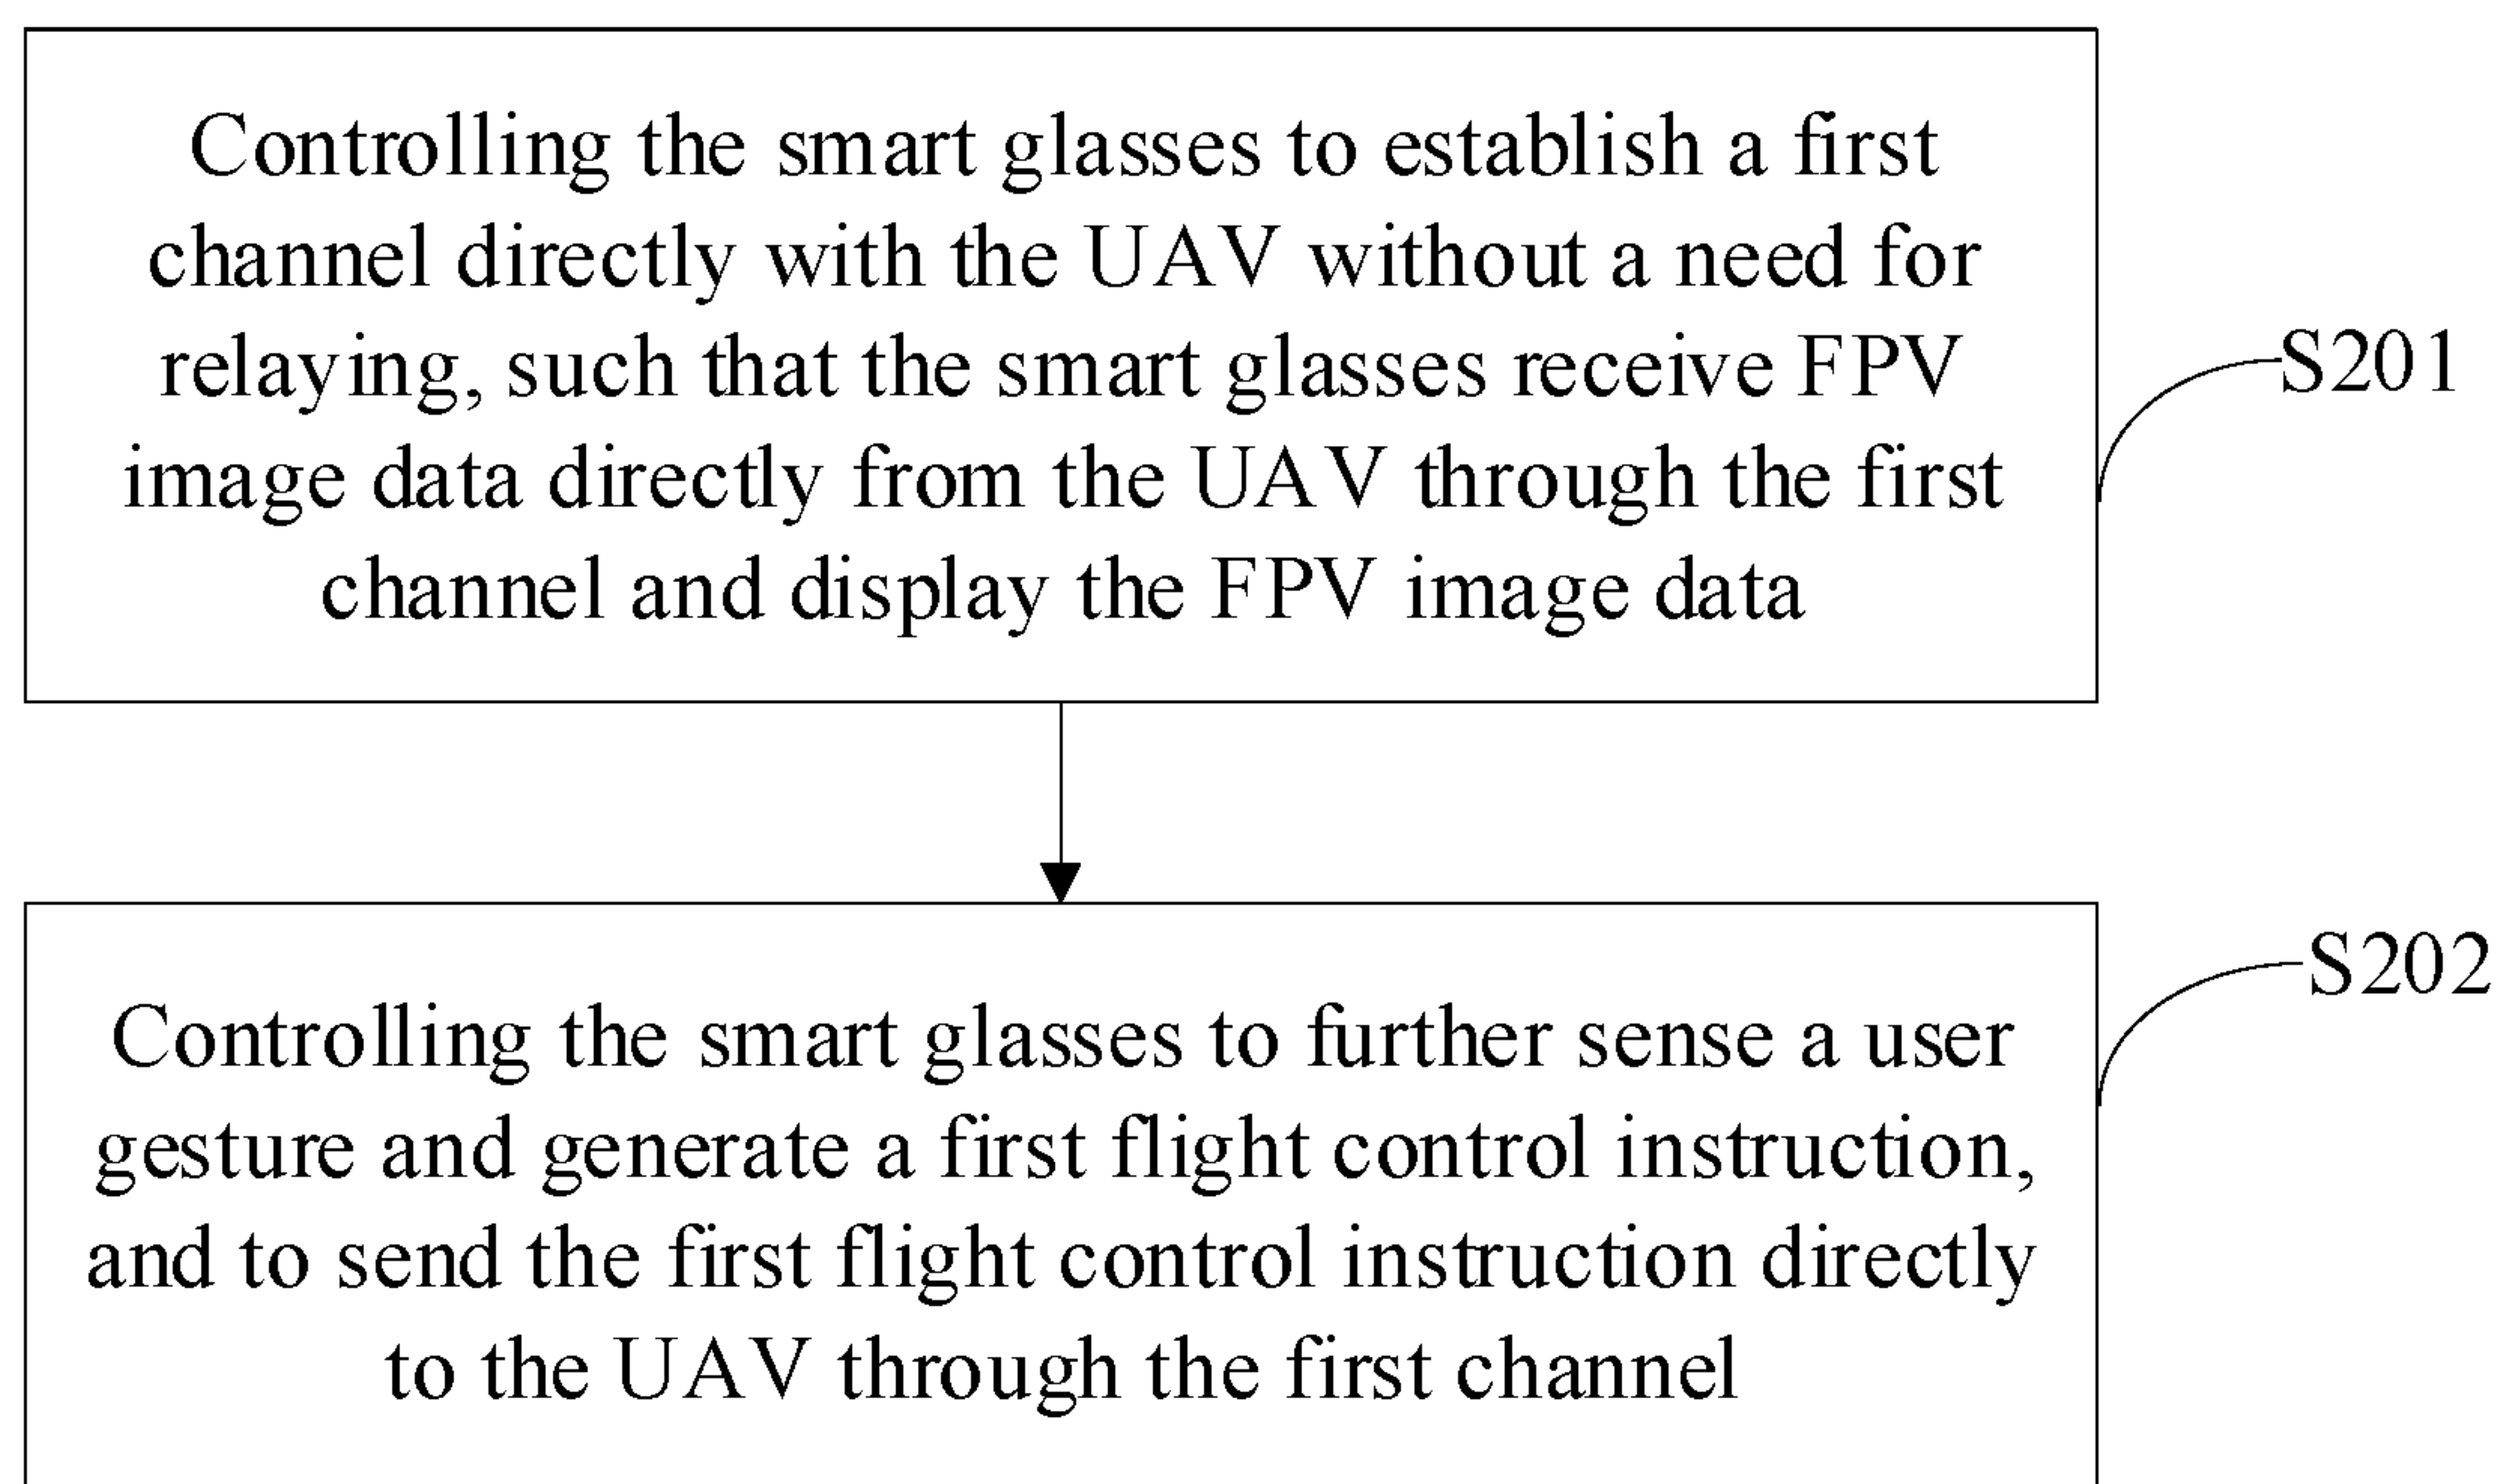 Controlling the smart glasses to establish a first
channel directly with the UAV without a need for
relaying, such that the smart glasses receive FPV
image data directly from the UAV through the first
channel and display the FPV image data
S201
S202
Controlling the smart glasses to further sense a user
gesture and generate a first flight control instruction,
and to send the first flight control instruction directly
to the UAV through the first channel